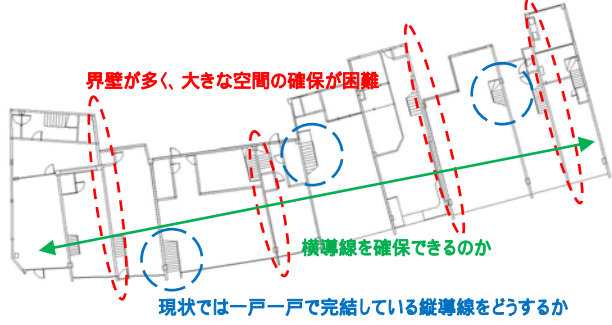 界壁が多く、大きな空間の確保が困難
横導線を確保できるのか
現状では一戸一戸で完結している縦導線をどうするか